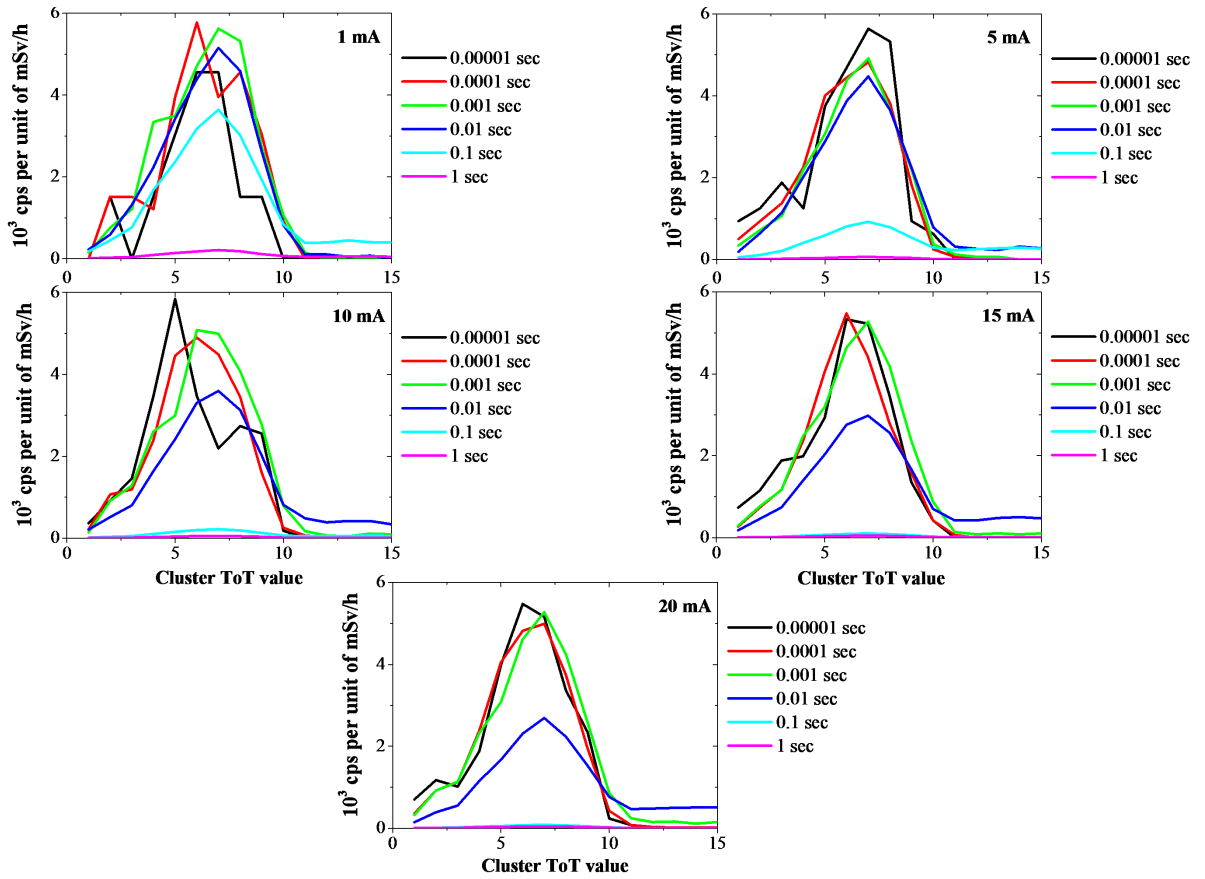 10³ cps per unit of mSv/h
6
4
2
0
0 5 10 15
1 mA
0.00001 sec
0.0001 sec
0.001 sec
0.01 sec
0.1 sec
1 sec
10³ cps per unit of mSv/h
6
4
2
0
0 5 10 15
5 mA
0.00001 sec
0.0001 sec
0.001 sec
0.01 sec
0.1 sec
1 sec
10³ cps per unit of mSv/h
6
4
2
0
0 5 10 15
Cluster ToT value
10 mA
0.00001 sec
0.0001 sec
0.001 sec
0.01 sec
0.1 sec
1 sec
10³ cps per unit of mSv/h
6
4
2
0
0 5 10 15
Cluster ToT value
15 mA
0.00001 sec
0.0001 sec
0.001 sec
0.01 sec
0.1 sec
1 sec
10³ cps per unit of mSv/h
6
4
2
0
0 5 10 15
Cluster ToT value
20 mA
0.00001 sec
0.0001 sec
0.001 sec
0.01 sec
0.1 sec
1 sec